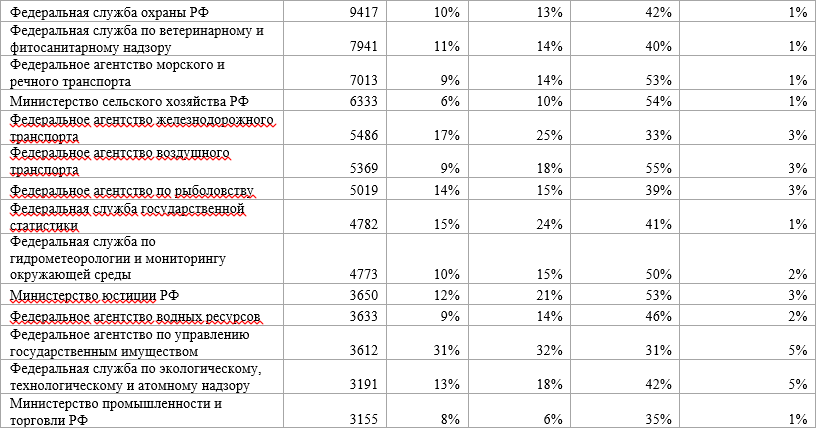 Федеральная служба охраны РФ 9417 10% 13% 42% 1%
Федеральная служба по ветеринарному и
фитосанитарному надзору 7941 11% 14% 40% 1%
Федеральное агентство морского и
речного транспорта 7013 9% 14% 53% 1%
Министерство сельского хозяйства РФ 6333 6% 10% 54% 1%
Федеральное агентство железнодорожного
транспорта 5486 17% 25% 33% 3%
Федеральное агентство воздушного
транспорта 5369 9% 18% 55% 3%
Федеральное агентство по рыболовству 5019 14% 15% 39% 3%
Федеральная служба государственной
статистики 4782 15% 24% 41% 1%
Федеральная служба по
гидрометеорологии и мониторингу
окружающей среды 4773 10% 15% 50% 2%
Министерство юстиции РФ 3650 12% 21% 53% 3%
Федеральное агентство водных ресурсов 3633 9% 14% 46% 2%
Федеральное агентство по управлению
государственным имуществом 3612 31% 32% 31% 5%
Федеральная служба по экологическому,
технологическому и атомному надзору 3191 13% 18% 42% 5%
Министерство промышленности и
торговли РФ 3155 8% 6% 35% 1%